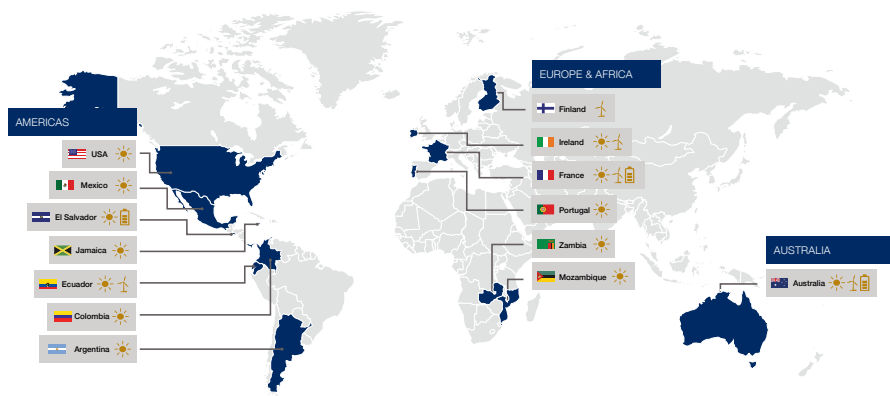 AMERICAS
USA
Mexico
El Salvador
Jamaica
Ecuador
Colombia
Argentina
EUROPE & AFRICA
Finland
Ireland
France
Portugal
Zambia
Mozambique
AUSTRALIA
Australia